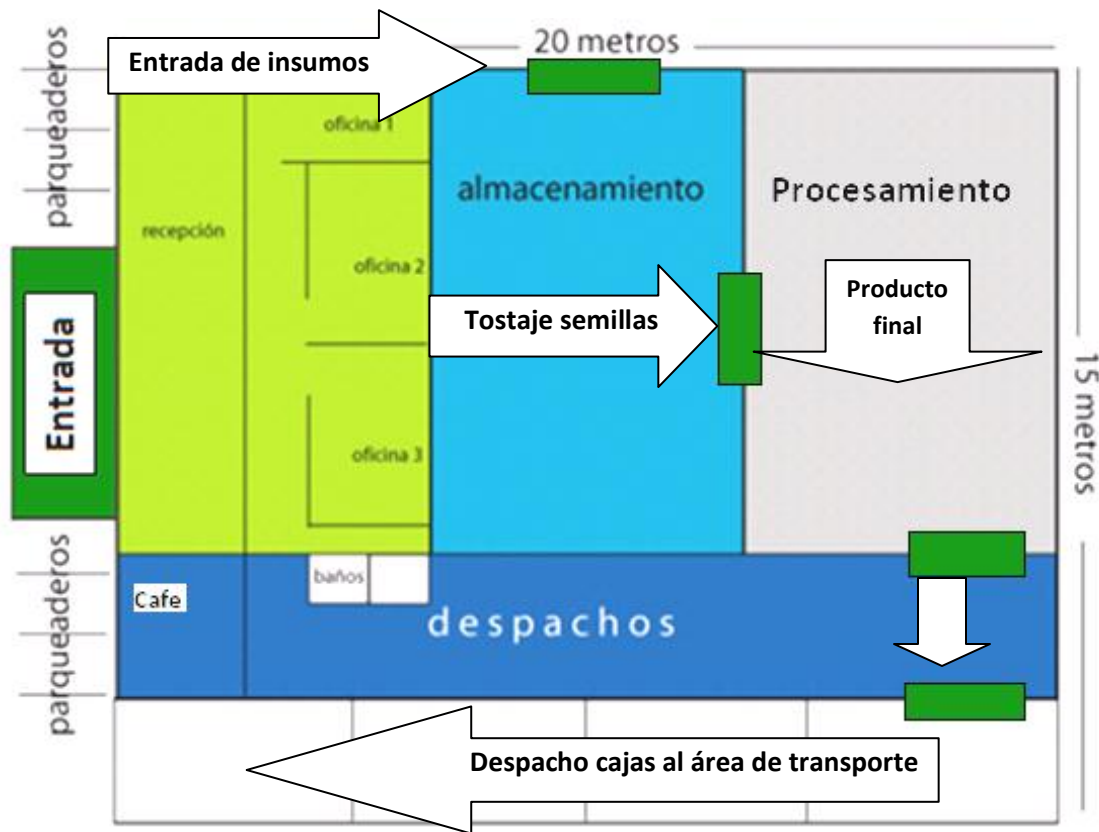 parqueaderos
Entrada de insumos
20 metros
oficina 1
almacenamiento
Procesamiento
recepción
oficina 2
Producto
final
Tostaje semillas
Entrada
15 metros
oficina 3
parqueaderos
baños
Cafe
despachos
Despacho cajas al área de transporte